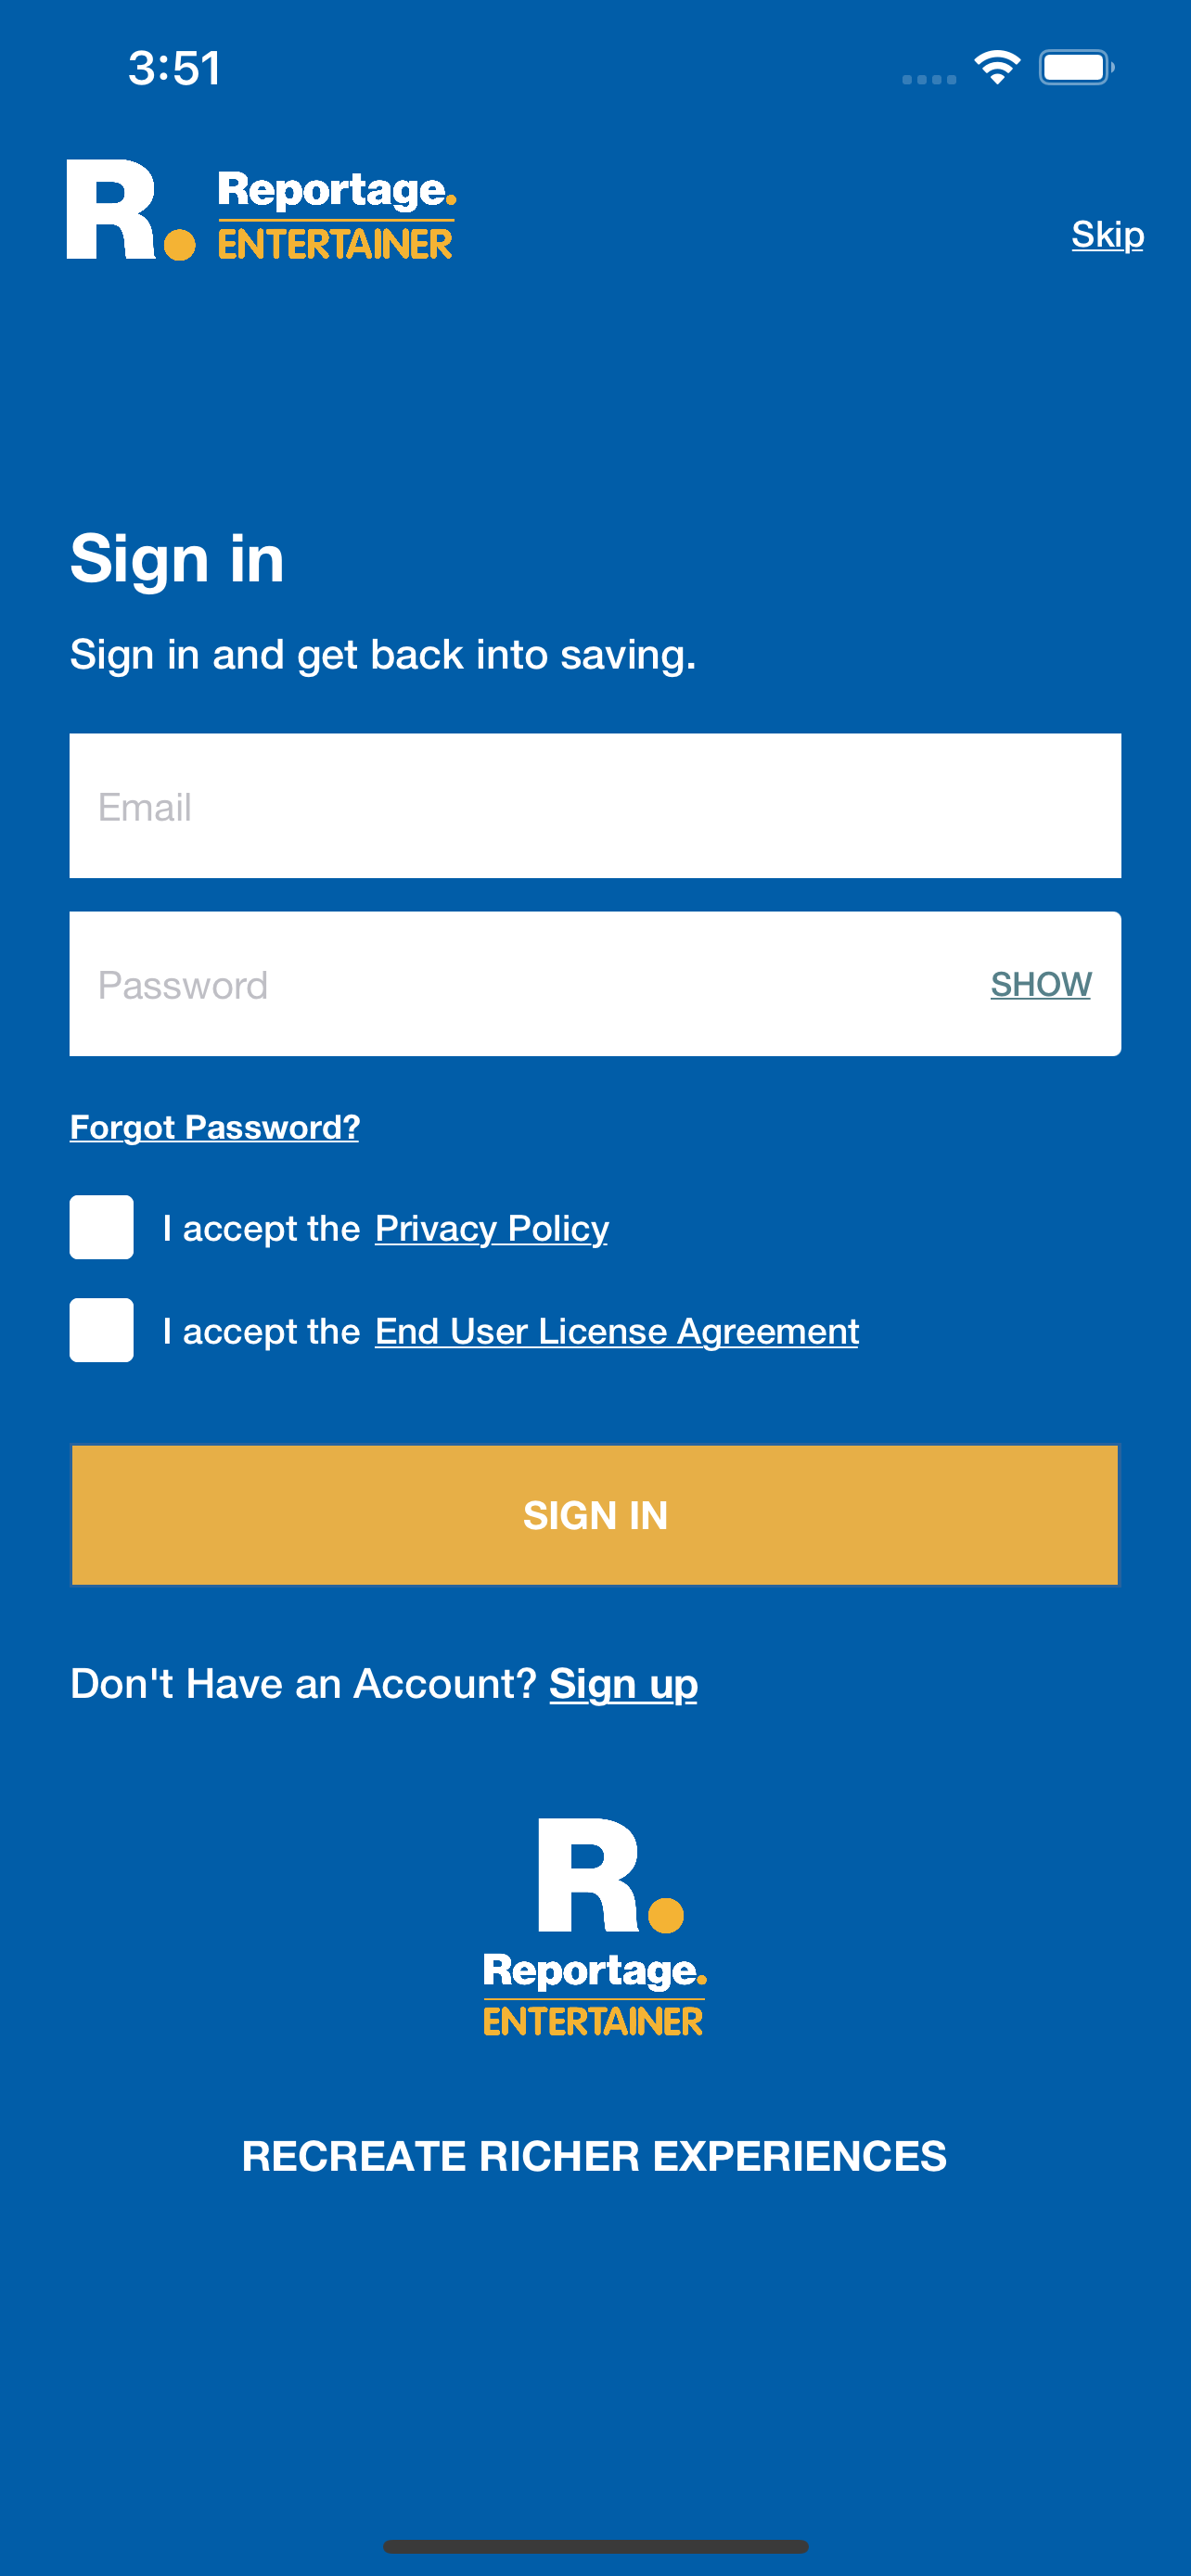 3:51
R.
Reportage.
ENTERTAINER
Skip
Sign in
Sign in and get back into saving.
Email
Password
SHOW
Forgot Password?
I accept the Privacy Policy
I accept the End User License Agreement
SIGN IN
Don't Have an Account? Sign up
R.
Reportage.
ENTERTAINER
RECREATE RICHER EXPERIENCES